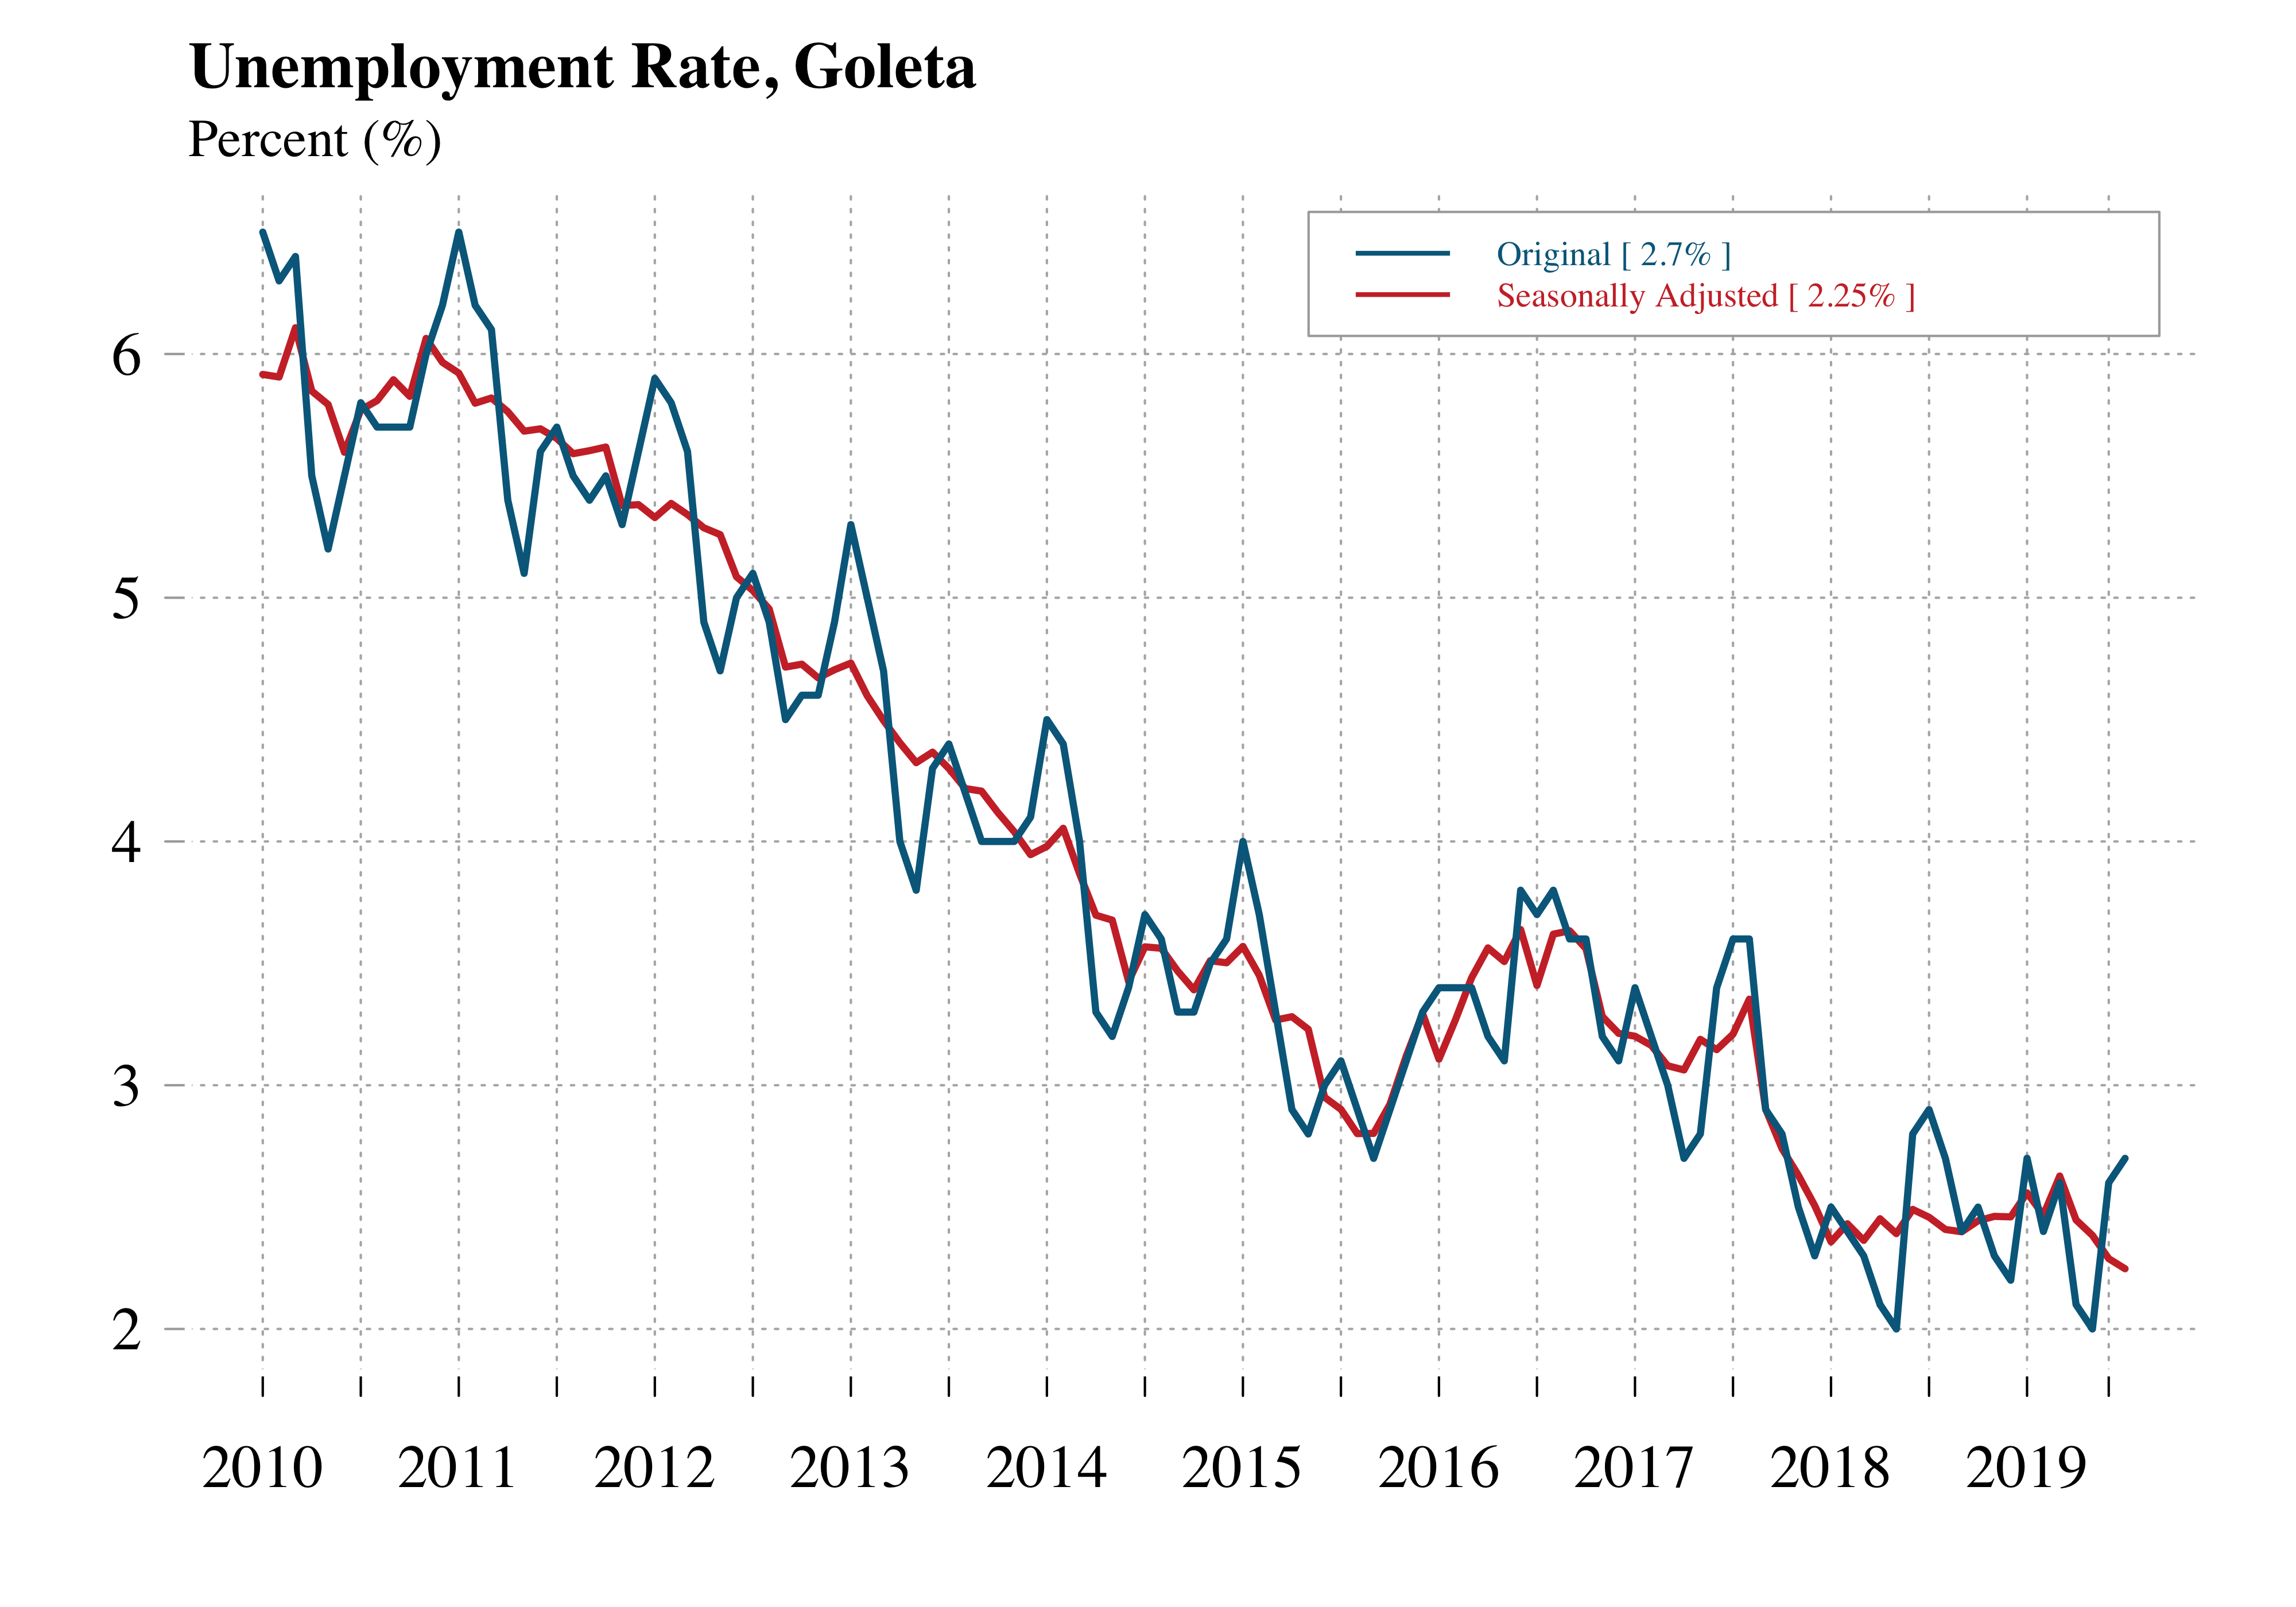 Unemployment Rate, Goleta
Percent (%)
Original [ 2.7% ]
Seasonally Adjusted [ 2.25% ]
6
5
4
3
2
2010 2011 2012 2013 2014 2015 2016 2017 2018 2019